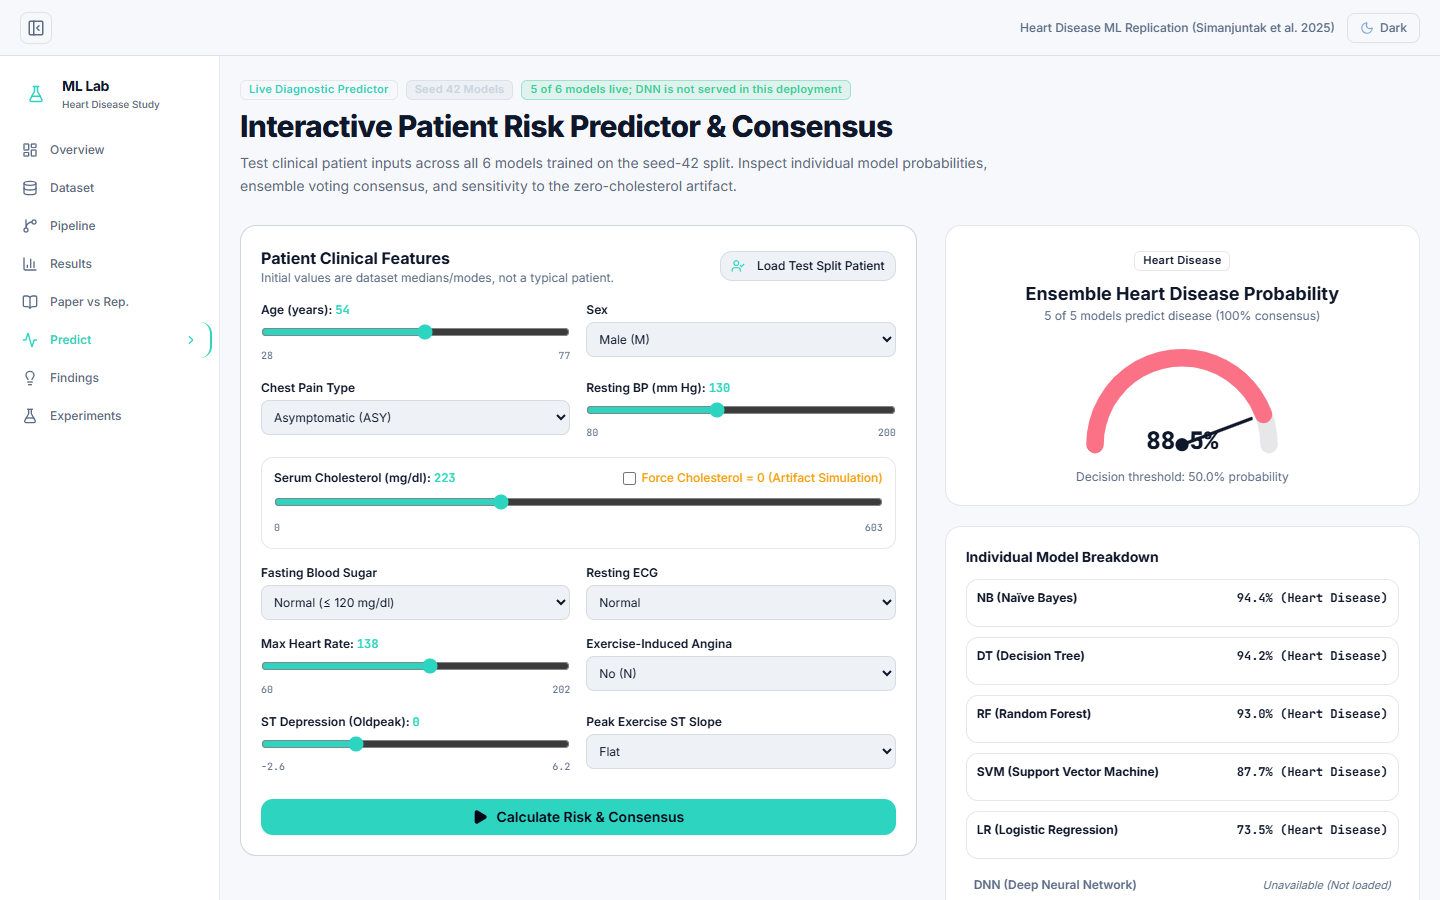 Heart Disease ML Replication (Simanjuntak et al. 2025)
Dark
ML Lab
Heart Disease Study
Overview
Dataset
Pipeline
Results
Paper vs Rep.
Predict
Findings
Experiments
Live Diagnostic Predictor
Seed 42 Models
5 of 6 models live; DNN is not served in this deployment
Interactive Patient Risk Predictor & Consensus
Test clinical patient inputs across all 6 models trained on the seed-42 split. Inspect individual model probabilities,
ensemble voting consensus, and sensitivity to the zero-cholesterol artifact.
Patient Clinical Features
Initial values are dataset medians/modes, not a typical patient.
Load Test Split Patient
Age (years): 54
28 77
Sex
Male (M)
Chest Pain Type
Asymptomatic (ASY)
Resting BP (mm Hg): 130
80 200
Serum Cholesterol (mg/dl): 223
Force Cholesterol = 0 (Artifact Simulation)
0 603
Fasting Blood Sugar
Normal (≤ 120 mg/dl)
Resting ECG
Normal
Max Heart Rate: 138
60 202
Exercise-Induced Angina
No (N)
ST Depression (Oldpeak): 0
-2.6 6.2
Peak Exercise ST Slope
Flat
Calculate Risk & Consensus
Heart Disease
Ensemble Heart Disease Probability
5 of 5 models predict disease (100% consensus)
88.5%
Decision threshold: 50.0% probability
Individual Model Breakdown
NB (Naïve Bayes) 94.4% (Heart Disease)
DT (Decision Tree) 94.2% (Heart Disease)
RF (Random Forest) 93.0% (Heart Disease)
SVM (Support Vector Machine) 87.7% (Heart Disease)
LR (Logistic Regression) 73.5% (Heart Disease)
DNN (Deep Neural Network) Unavailable (Not loaded)